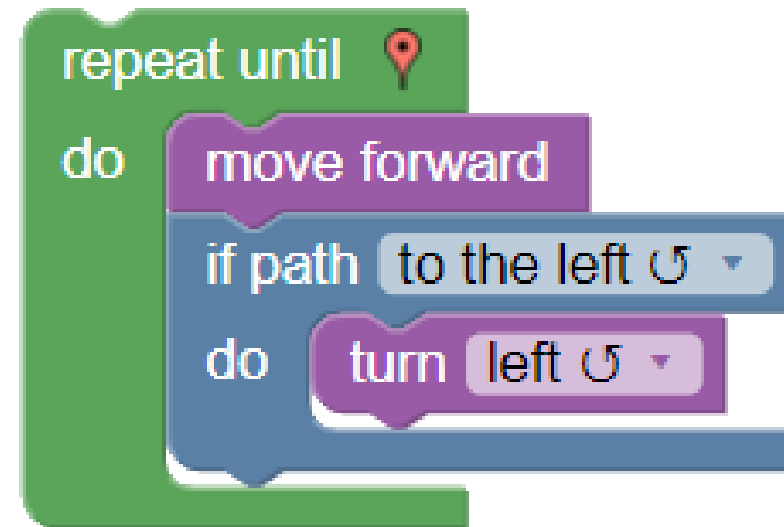 repeat until
do move forward
if path to the left ↺
do turn left ↺